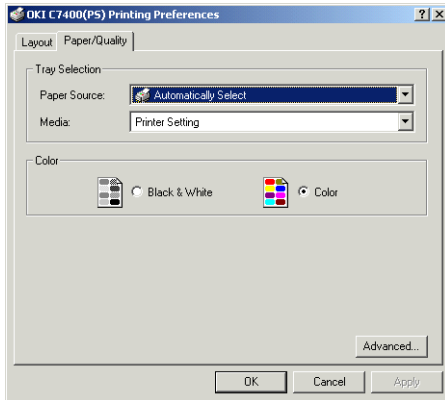 OKI C7400(PS) Printing Preferences
Layout Paper/Quality
Tray Selection
Paper Source: Automatically Select
Media: Printer Setting
Color
Black & White Color
Advanced...
OK Cancel Apply